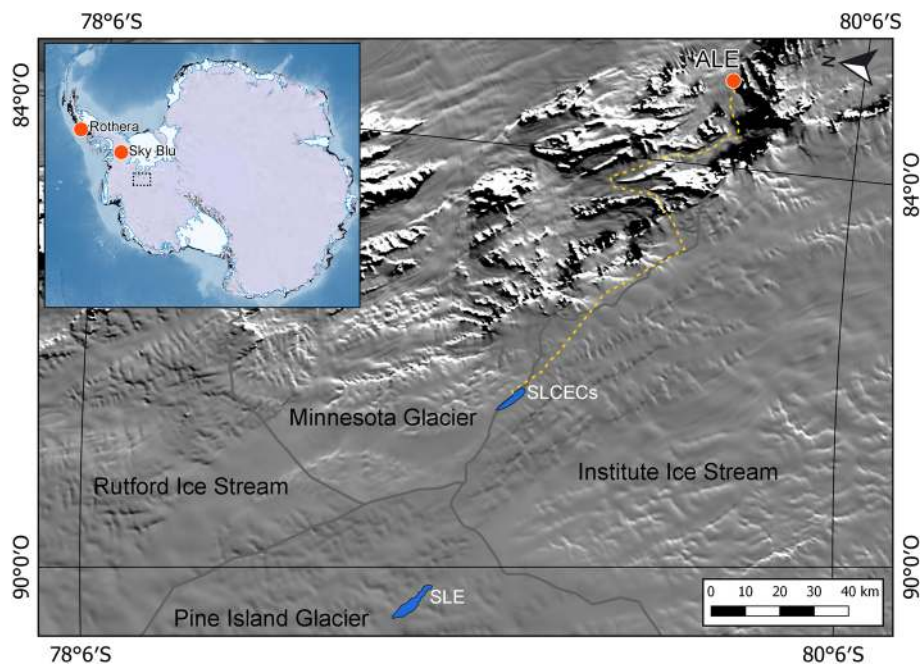 78°6'S
80°6'S
84°0'O
84°0'O
ALE
N
Rothera
Sky Blu
SLCECs
Minnesota Glacier
Rutford Ice Stream
Institute Ice Stream
90°0'O
90°0'O
SLE
Pine Island Glacier
0 10 20 30 40 km
78°6'S
80°6'S